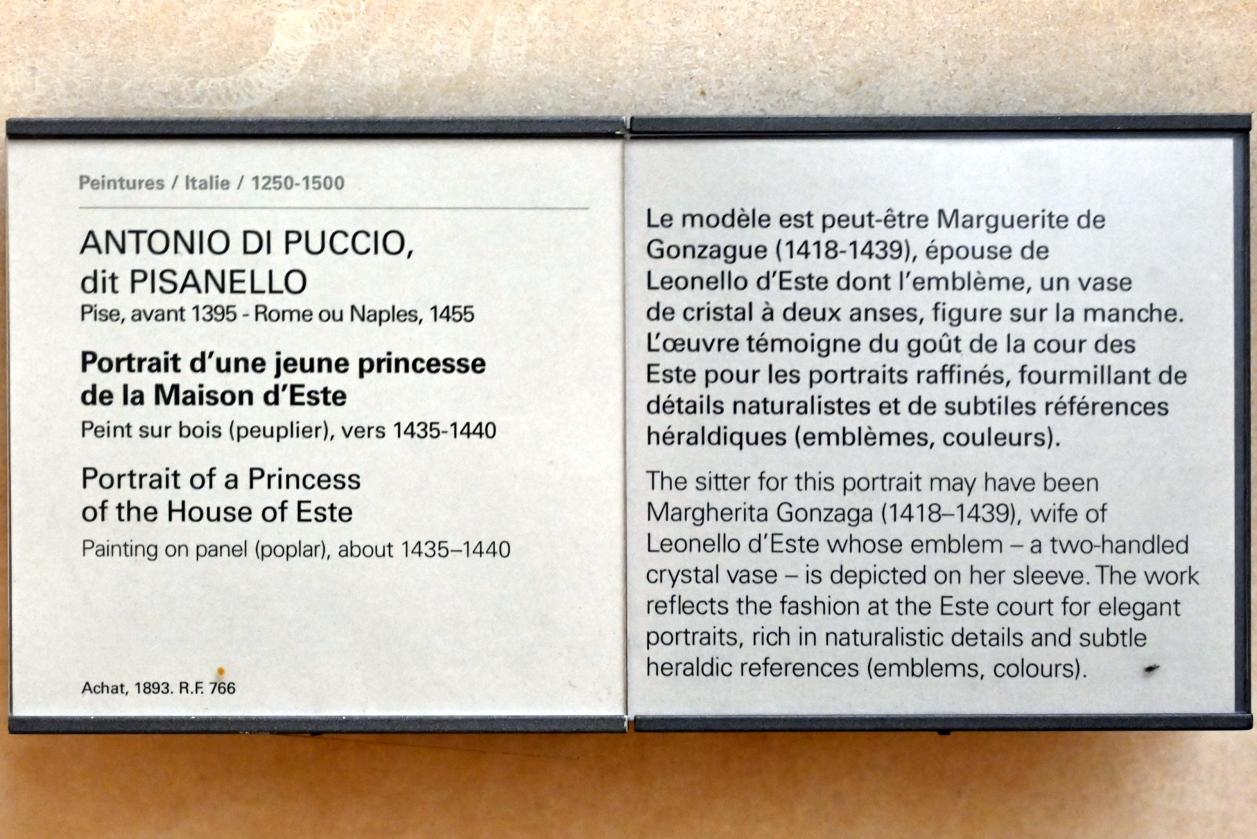 Peintures / Italie / 1250-1500
ANTONIO DI PUCCIO,
dit PISANELLO
Pise, avant 1395 - Rome ou Naples, 1455
Portrait d’une jeune princesse
de la Maison d’Este
Peint sur bois (peuplier), vers 1435-1440
Portrait of a Princess
of the House of Este
Painting on panel (poplar), about 1435–1440
Achat, 1893. R.F. 766
Le modèle est peut-être Marguerite de
Gonzague (1418-1439), épouse de
Leonello d’Este dont l’emblème, un vase
de cristal à deux anses, figure sur la manche.
L’œuvre témoigne du goût de la cour des
Este pour les portraits raffinés, fourmillant de
détails naturalistes et de subtiles références
héraldiques (emblèmes, couleurs).
The sitter for this portrait may have been
Margherita Gonzaga (1418–1439), wife of
Leonello d’Este whose emblem – a two-handled
crystal vase – is depicted on her sleeve. The work
reflects the fashion at the Este court for elegant
portraits, rich in naturalistic details and subtle
heraldic references (emblems, colours).